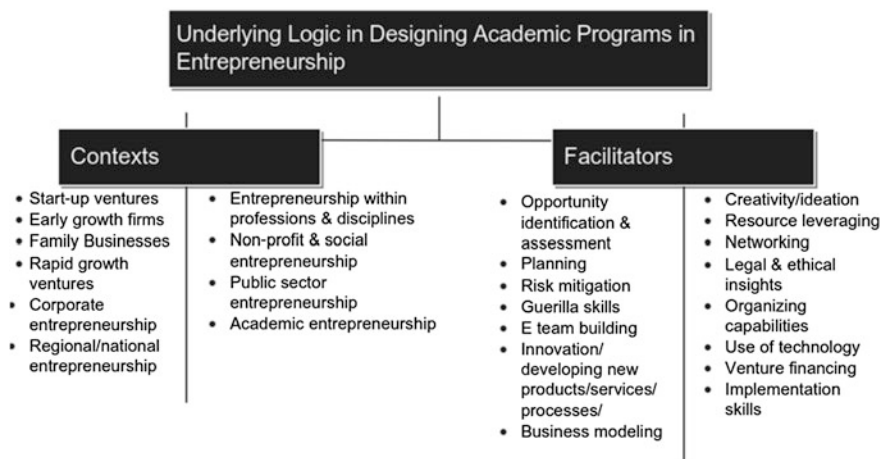 Underlying Logic in Designing Academic Programs in
Entrepreneurship
Contexts
• Start-up ventures
• Early growth firms
• Family Businesses
• Rapid growth
ventures
• Corporate
entrepreneurship
• Regional/national
entrepreneurship
• Entrepreneurship within
professions & disciplines
• Non-profit & social
entrepreneurship
• Public sector
entrepreneurship
• Academic entrepreneurship
Facilitators
• Opportunity
identification &
assessment
• Planning
• Risk mitigation
• Guerilla skills
• E team building
• Innovation/
developing new
products/services/
processes/
• Business modeling
• Creativity/ideation
• Resource leveraging
• Networking
• Legal & ethical
insights
• Organizing
capabilities
• Use of technology
• Venture financing
• Implementation
skills